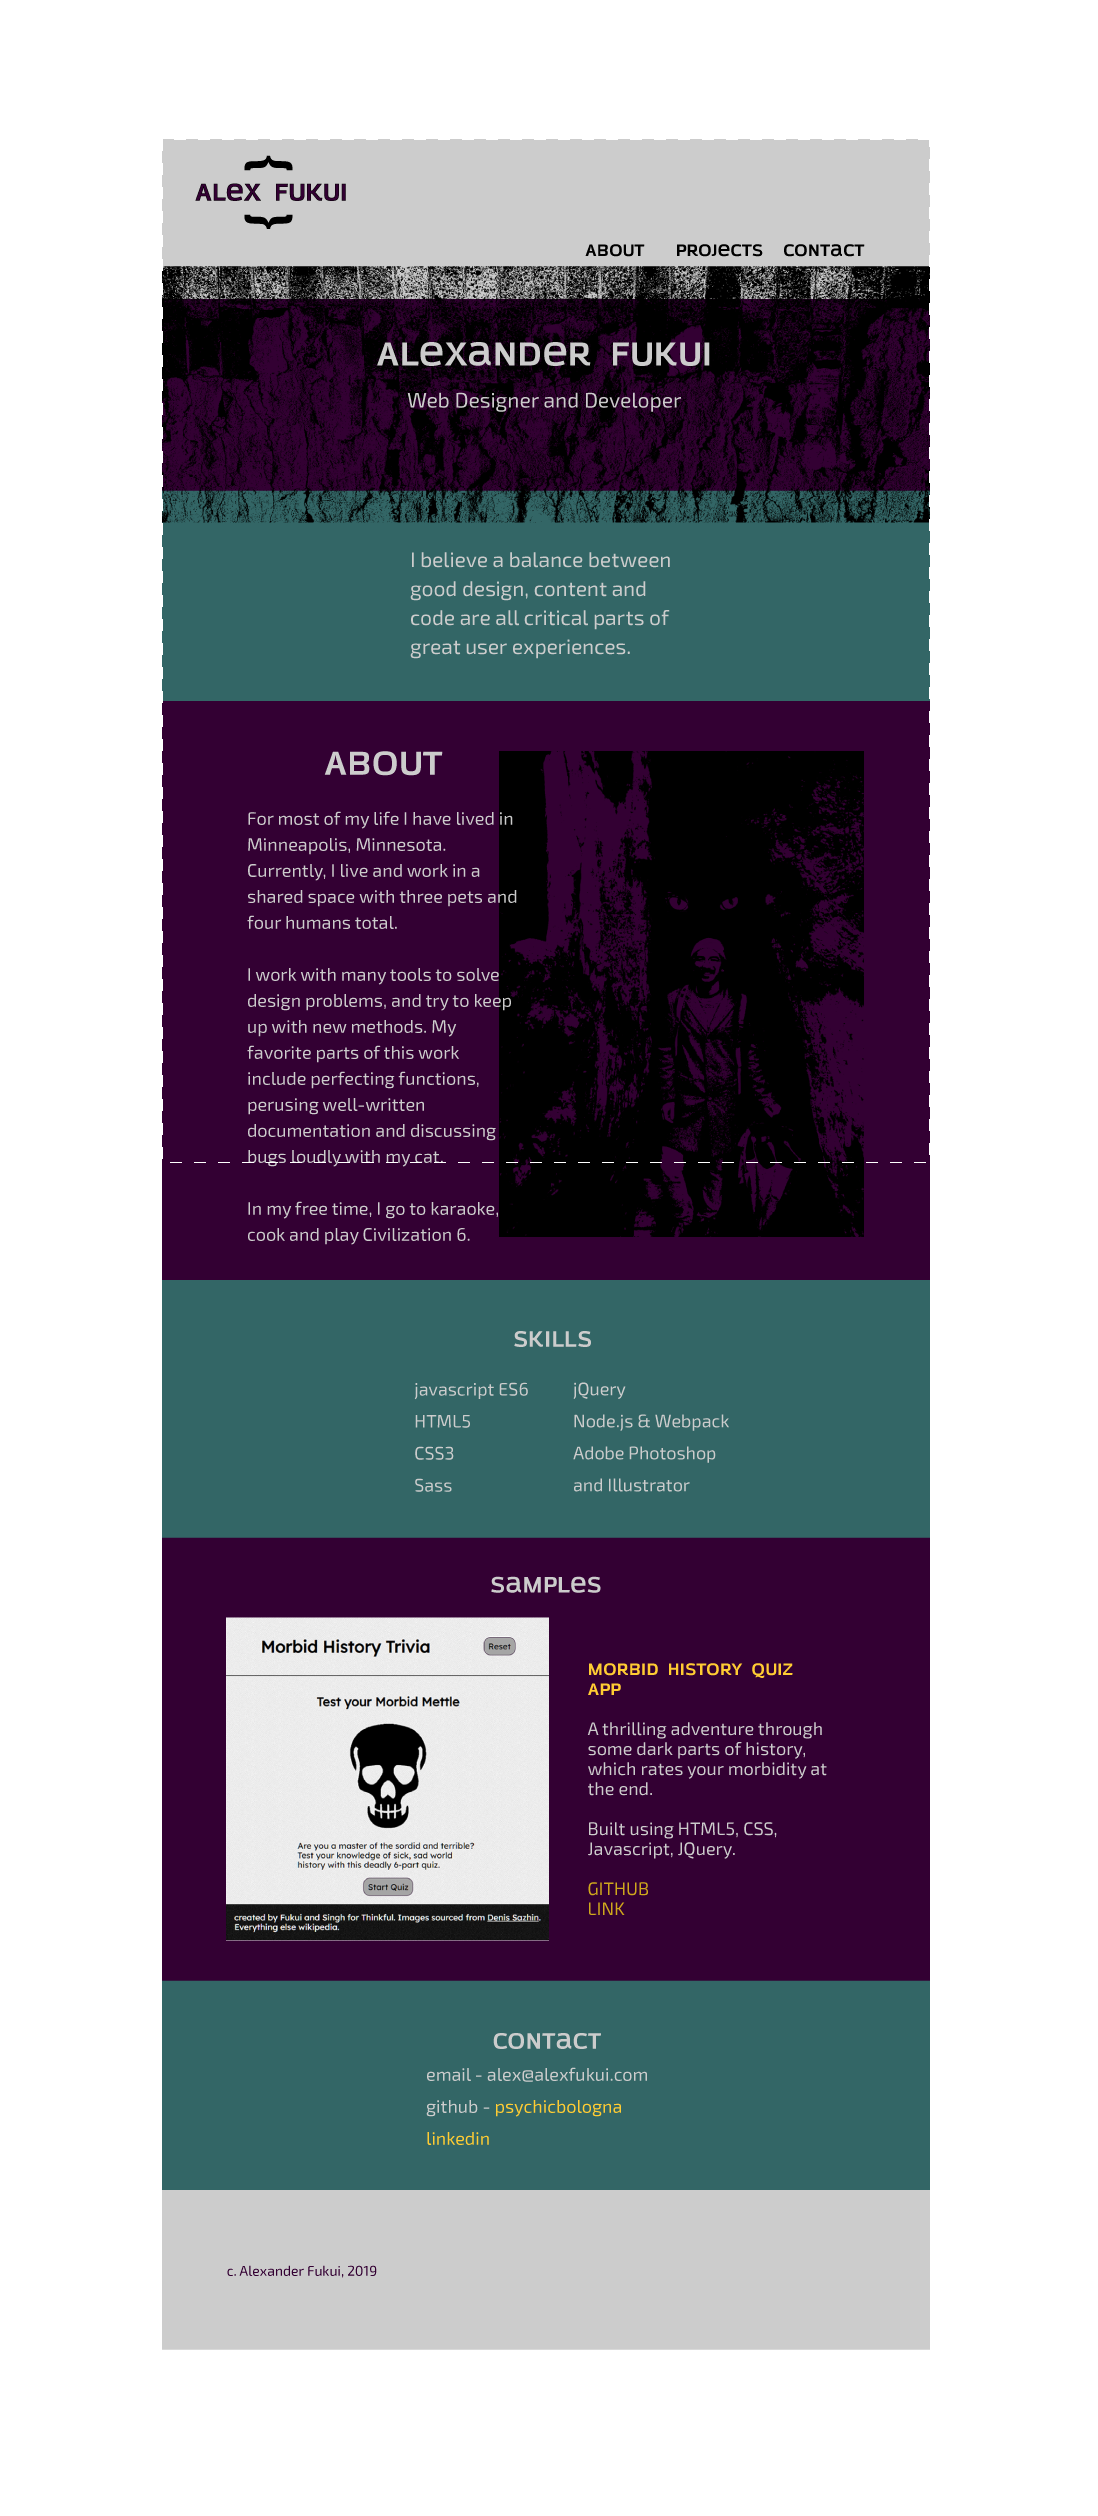 ALEX FUKUI
ABOUT PROJECTS CONTACT
ALEXANDER FUKUI
Web Designer and Developer
I believe a balance between
good design, content and
code are all critical parts of
great user experiences.
ABOUT
For most of my life I have lived in
Minneapolis, Minnesota.
Currently, I live and work in a
shared space with three pets and
four humans total.
I work with many tools to solve
design problems, and try to keep
up with new methods. My
favorite parts of this work
include perfecting functions,
perusing well-written
documentation and discussing
bugs loudly with my cat.
In my free time, I go to karaoke,
cook and play Civilization 6.
SKILLS
javascript ES6
HTML5
CSS3
Sass
jQuery
Node.js & Webpack
Adobe Photoshop
and Illustrator
SAMPLES
Morbid History Trivia
Reset
Test your Morbid Mettle
Are you a master of the sordid and terrible?
Test your knowledge of sick, sad world
history with this deadly 6-part quiz.
Start Quiz
created by Fukui and Singh for Thinkful. Images sourced from Denis Sazhin.
Everything else wikipedia.
MORBID HISTORY QUIZ
APP
A thrilling adventure through
some dark parts of history,
which rates your morbidity at
the end.
Built using HTML5, CSS,
Javascript, JQuery.
GITHUB
LINK
CONTACT
email - alex@alexfukui.com
github - psychicbologna
linkedin
c. Alexander Fukui, 2019